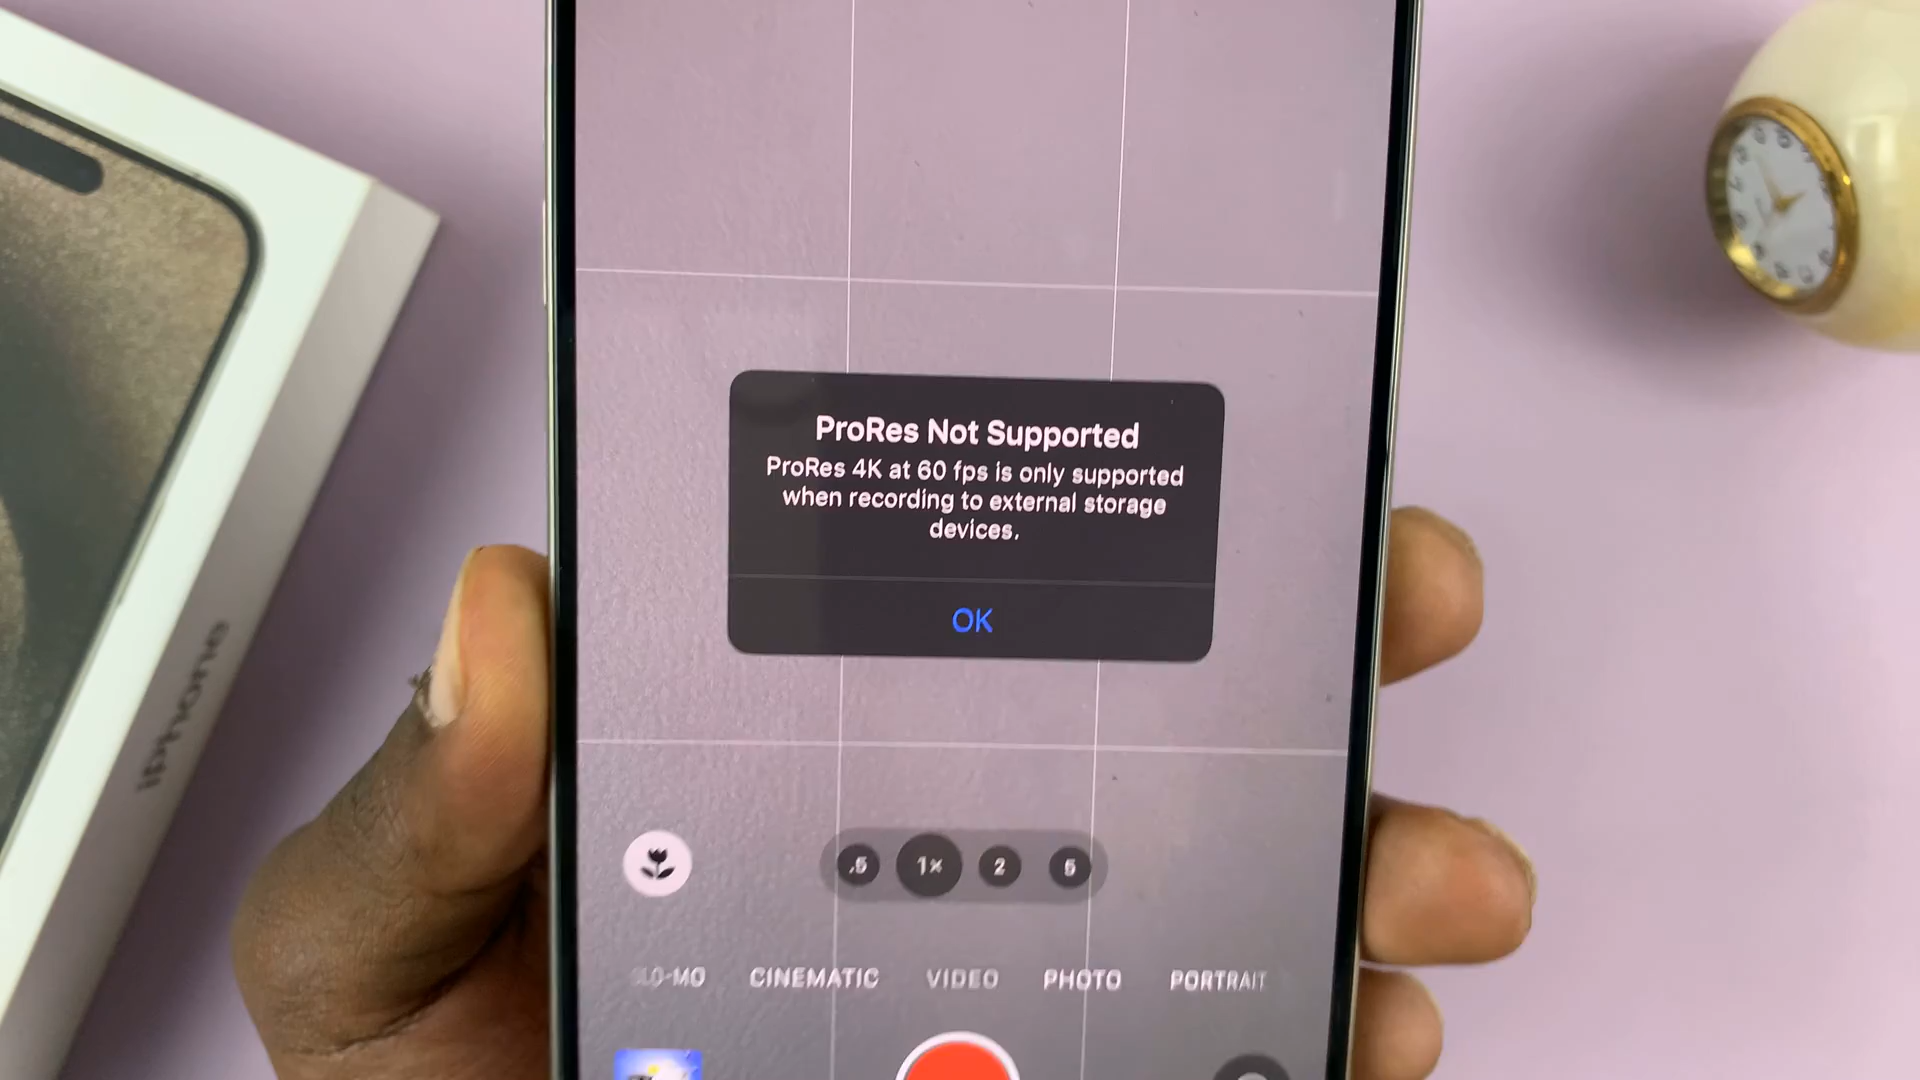 ProRes Not Supported
ProRes 4K at 60 fps is only supported
when recording to external storage
devices.
OK
iPhone
.5 1× 2 5
CINEMATIC VIDEO PHOTO PORTRAIT